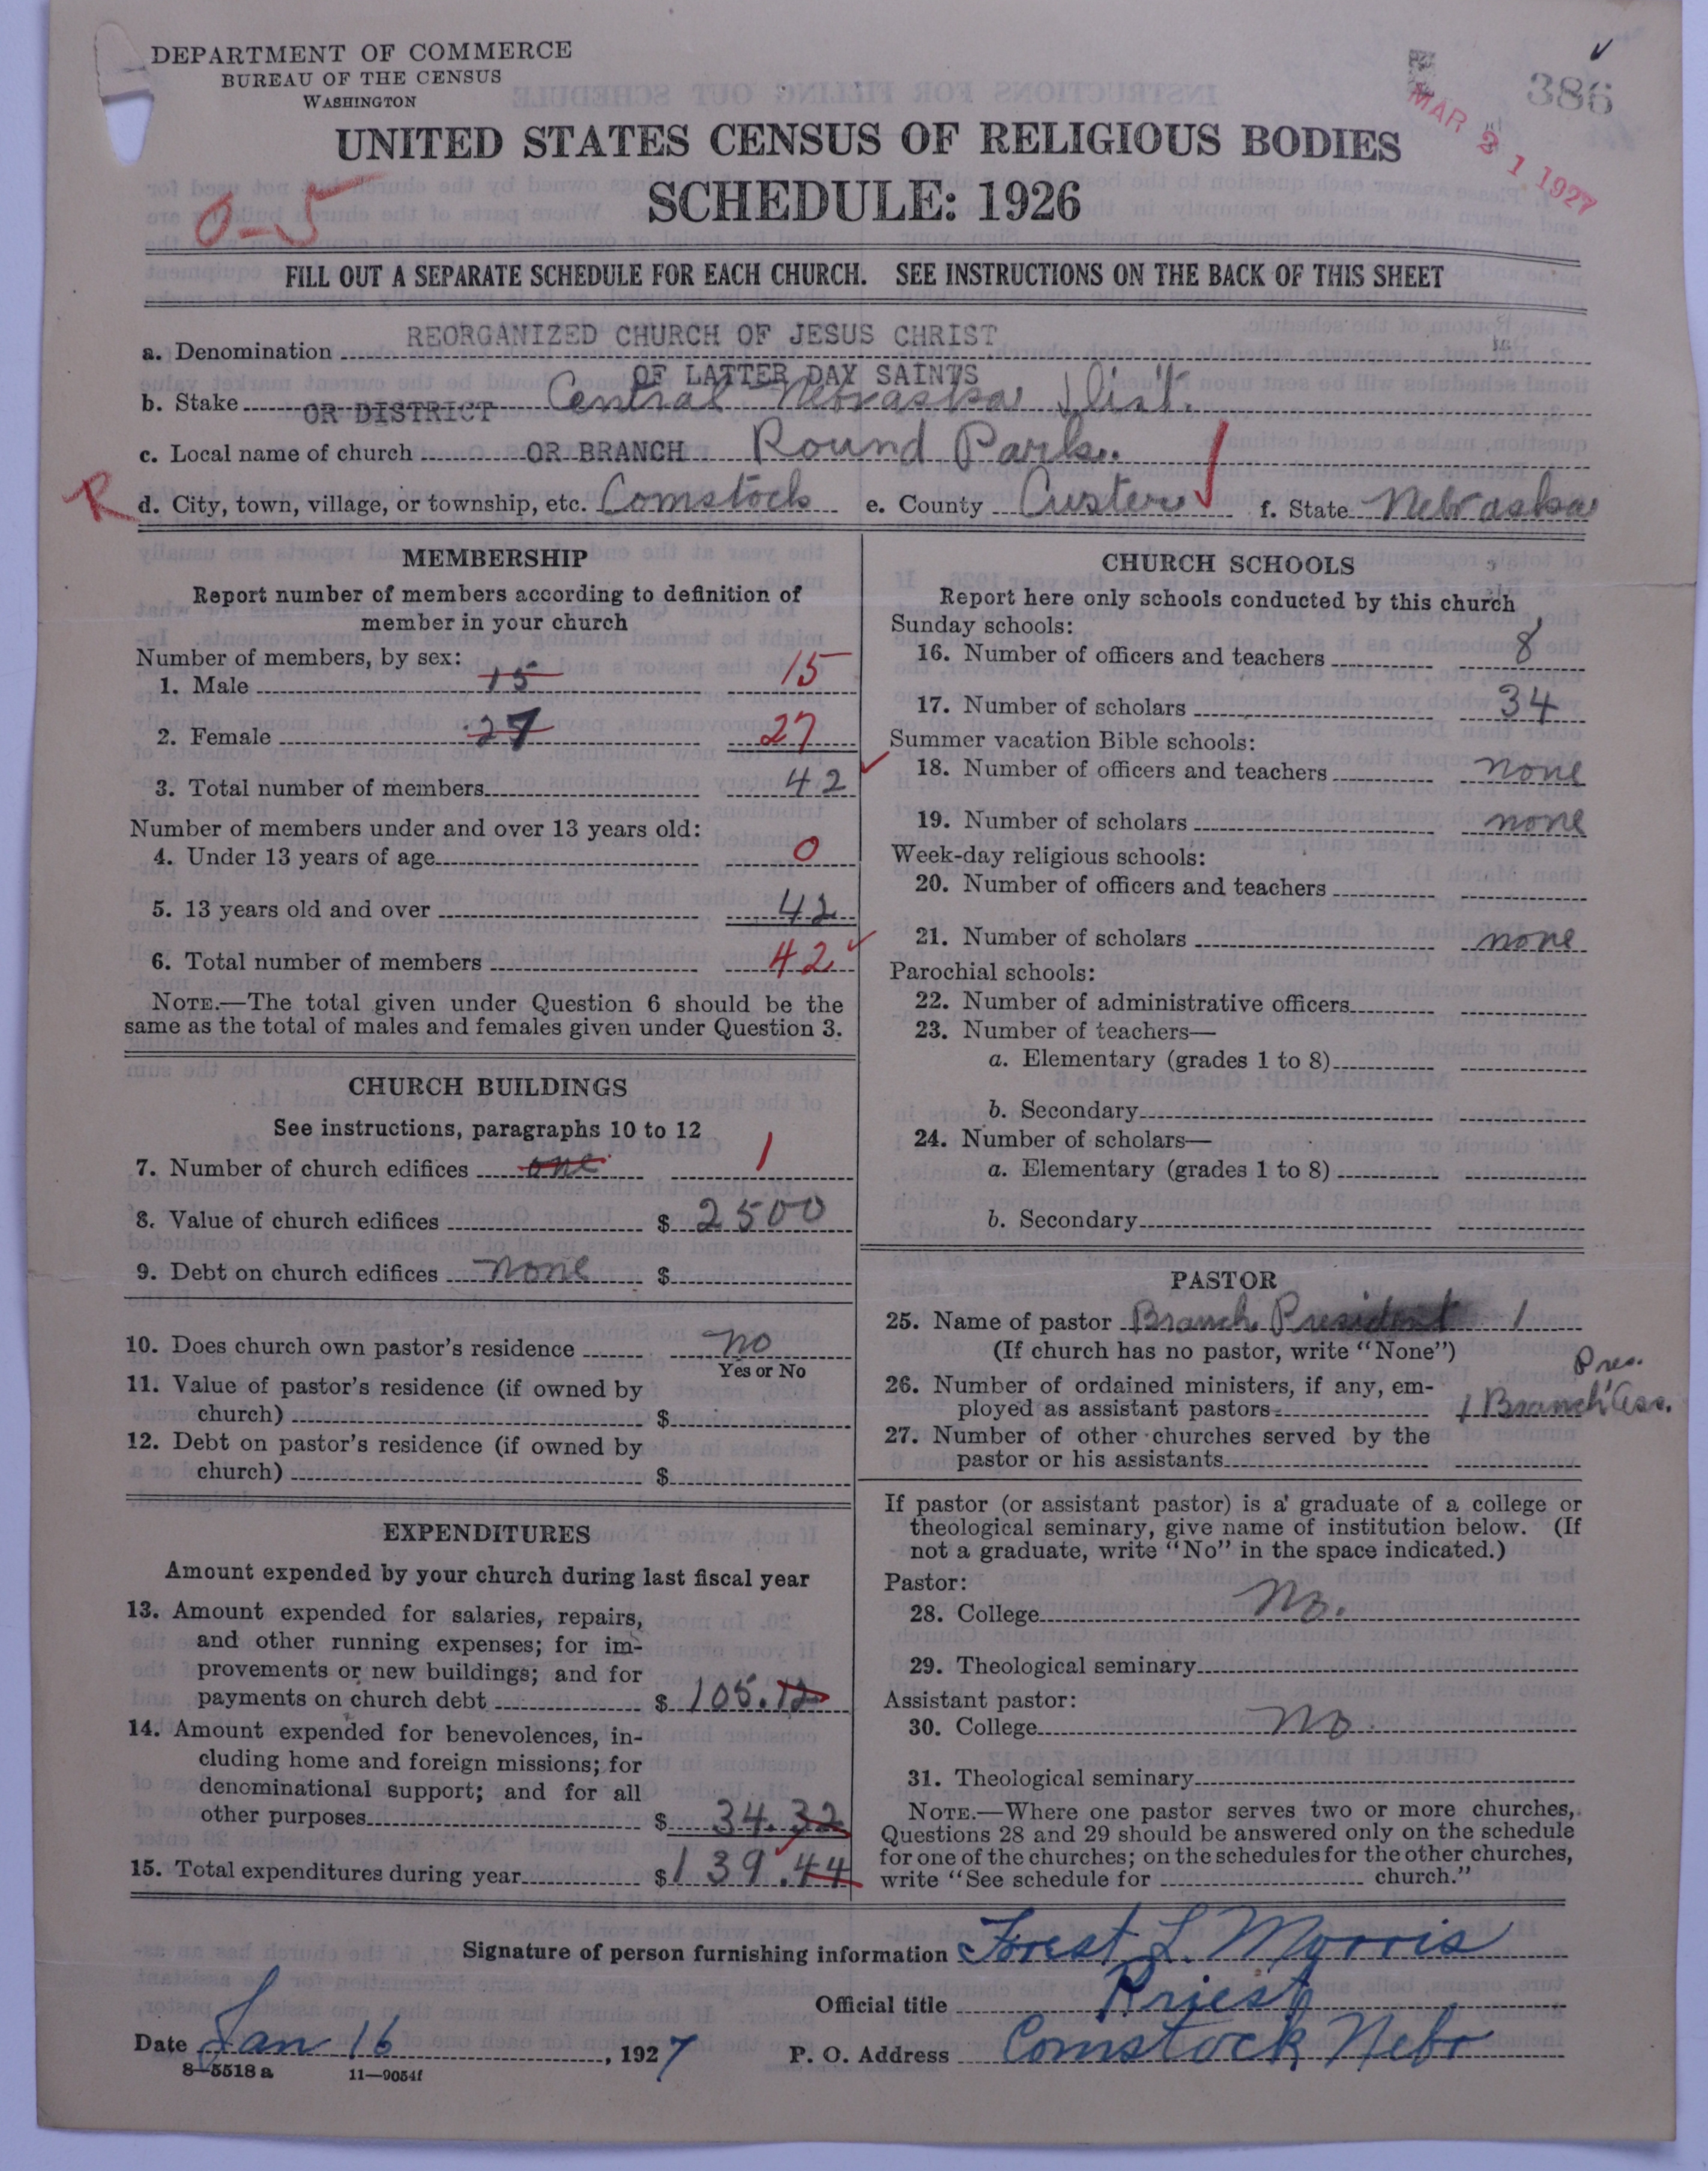 DEPARTMENT OF COMMERCE
BUREAU OF THE CENSUS
WASHINGTON
386
MAR 31 1927
UNITED STATES CENSUS OF RELIGIOUS BODIES
SCHEDULE: 1926
0-5
FILL OUT A SEPARATE SCHEDULE FOR EACH CHURCH. SEE INSTRUCTIONS ON THE BACK OF THIS SHEET
a. Denomination REORGANIZED CHURCH OF JESUS CHRIST
OF LATTER DAY SAINTS
b. Stake OR DISTRICT Central Nebraska Dist.
c. Local name of church OR BRANCH Round Park.
R d. City, town, village, or township, etc. Comstock e. County Custer f. State Nebraska
MEMBERSHIP
Report number of members according to definition of
member in your church
Number of members, by sex:
1. Male 15 15
2. Female 27 27
3. Total number of members 42
Number of members under and over 13 years old:
4. Under 13 years of age 0
5. 13 years old and over 42
6. Total number of members 42
NOTE.—The total given under Question 6 should be the
same as the total of males and females given under Question 3.
CHURCH BUILDINGS
See instructions, paragraphs 10 to 12
7. Number of church edifices one 1
8. Value of church edifices $ 2500
9. Debt on church edifices none $
10. Does church own pastor's residence no
Yes or No
11. Value of pastor's residence (if owned by
church) $
12. Debt on pastor's residence (if owned by
church) $
EXPENDITURES
Amount expended by your church during last fiscal year
13. Amount expended for salaries, repairs,
and other running expenses; for im-
provements or new buildings; and for
payments on church debt $ 105.12
14. Amount expended for benevolences, in-
cluding home and foreign missions; for
denominational support; and for all
other purposes $ 34.32
15. Total expenditures during year $ 139.44
CHURCH SCHOOLS
Report here only schools conducted by this church
Sunday schools:
16. Number of officers and teachers 8
17. Number of scholars 34
Summer vacation Bible schools:
18. Number of officers and teachers none
19. Number of scholars none
Week-day religious schools:
20. Number of officers and teachers
21. Number of scholars none
Parochial schools:
22. Number of administrative officers
23. Number of teachers—
a. Elementary (grades 1 to 8)
b. Secondary
24. Number of scholars—
a. Elementary (grades 1 to 8)
b. Secondary
PASTOR
25. Name of pastor Branch President 1
(If church has no pastor, write "None")
26. Number of ordained ministers, if any, em-
Pres.
ployed as assistant pastors 1 Branch Ass.
27. Number of other churches served by the
pastor or his assistants
If pastor (or assistant pastor) is a graduate of a college or
theological seminary, give name of institution below. (If
not a graduate, write "No" in the space indicated.)
Pastor:
28. College No.
29. Theological seminary
Assistant pastor:
30. College No.
31. Theological seminary
NOTE.—Where one pastor serves two or more churches,
Questions 28 and 29 should be answered only on the schedule
for one of the churches; on the schedules for the other churches,
write "See schedule for church."
Signature of person furnishing information Forest L. Morris
Official title Priest
Date Jan 16, 1927 P. O. Address Comstock Nebr
8-5518 a 11-9054f